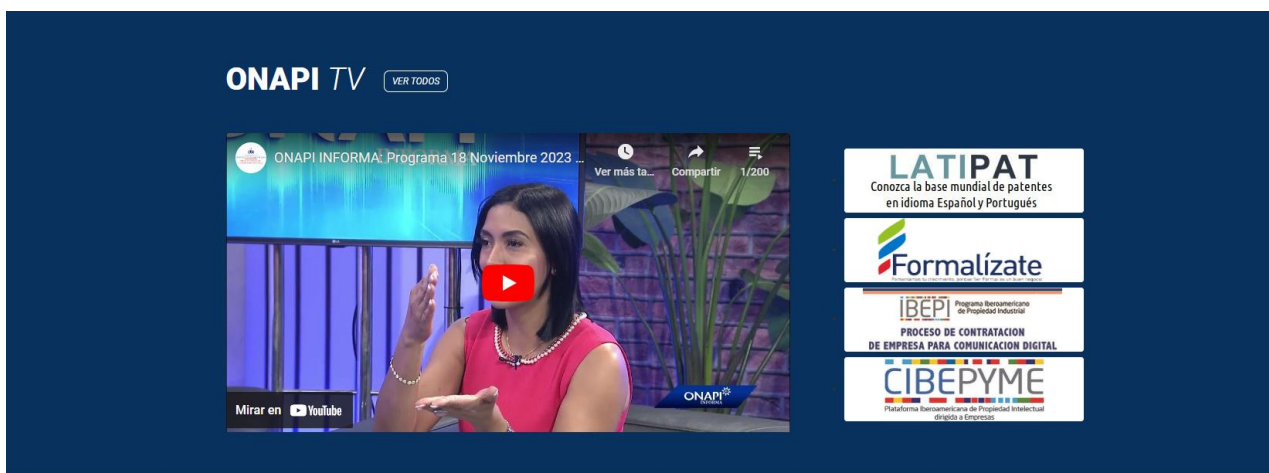 ONAPI TV
VER TODOS
ONAPI INFORMA: Programa 18 Noviembre 2023 ...
Ver más ta...
Compartir
1/200
Mirar en YouTube
ONAPI
INFORMA
LATIPAT
Conozca la base mundial de patentes
en idioma Español y Portugués
Formalízate
IBEPI
Programa Iberoamericano
de Propiedad Industrial
PROCESO DE CONTRATACION
DE EMPRESA PARA COMUNICACION DIGITAL
CIBEPYME
Plataforma Iberoamericana de Propiedad Intelectual
dirigida a Empresas